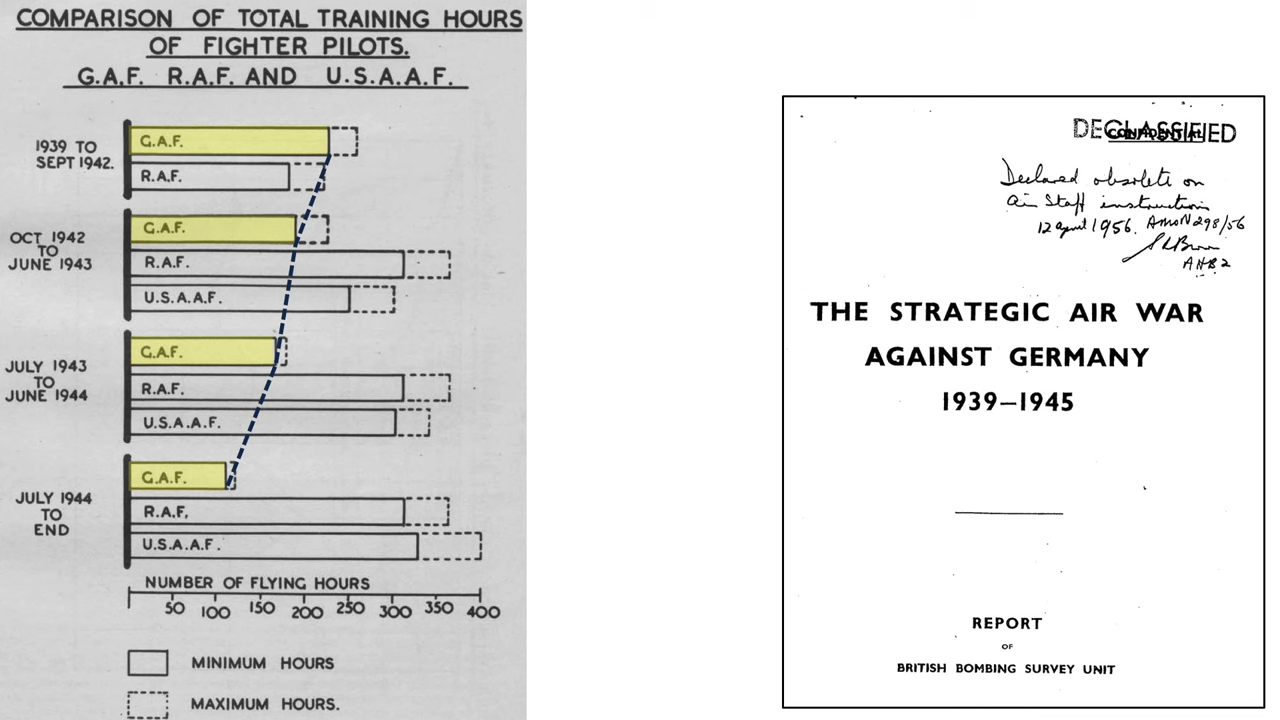 COMPARISON OF TOTAL TRAINING HOURS
OF FIGHTER PILOTS.
G.A.F. R.A.F. AND U.S.A.A.F.
1939 TO
SEPT 1942.
G.A.F.
R.A.F.
OCT 1942
TO
JUNE 1943
G.A.F.
R.A.F.
U.S.A.A.F.
JULY 1943
TO
JUNE 1944
G.A.F.
R.A.F.
U.S.A.A.F.
JULY 1944
TO
END
G.A.F.
R.A.F.
U.S.A.A.F.
NUMBER OF FLYING HOURS
50 100 150 200 250 300 350 400
MINIMUM HOURS
MAXIMUM HOURS.
DECLASSIFIED
CONFIDENTIAL
Declared obsolete on
Air Staff instructions
12 April 1956. AMON298/56
AHB2
THE STRATEGIC AIR WAR
AGAINST GERMANY
1939–1945
REPORT
OF
BRITISH BOMBING SURVEY UNIT